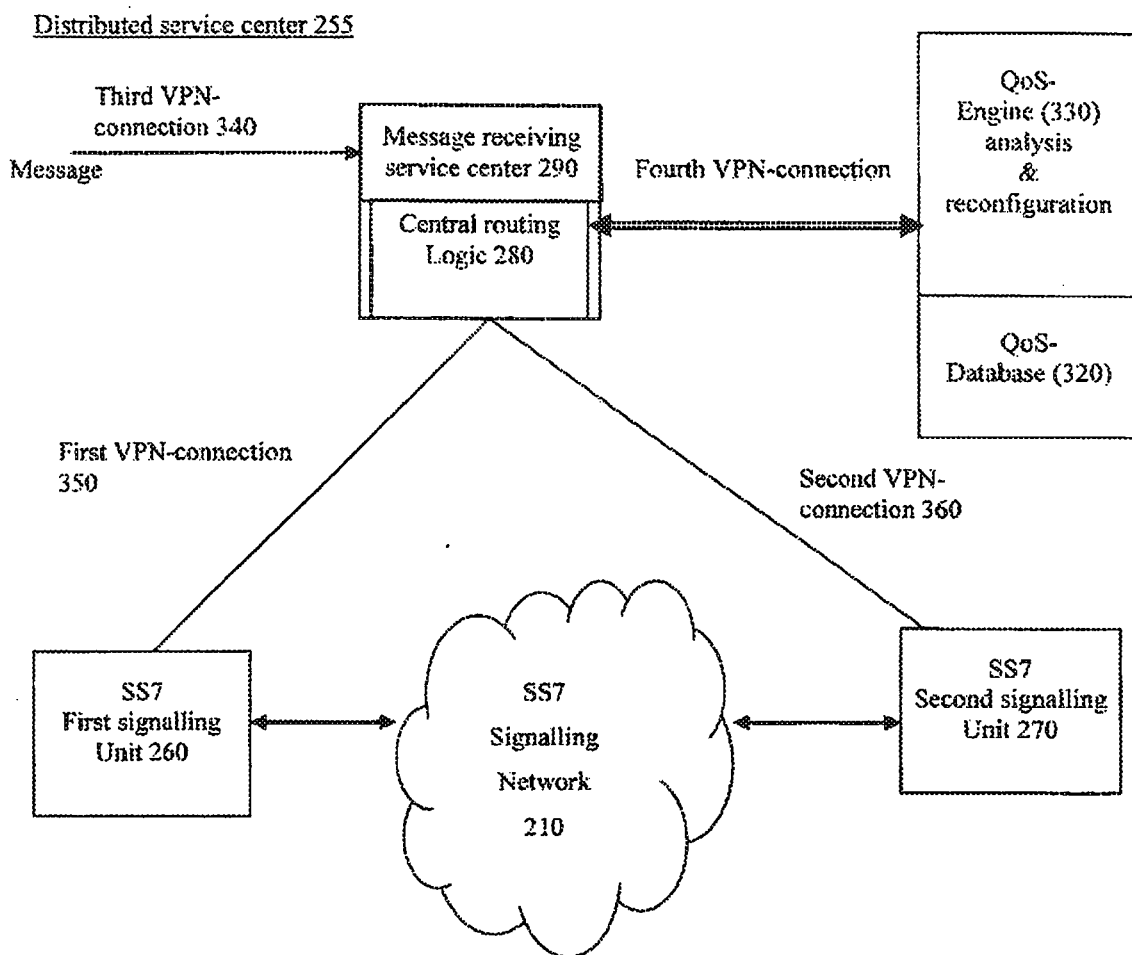 Distributed service center 255
Third VPN-
connection 340
Message
Message receiving
service center 290
Central routing
Logic 280
Fourth VPN-connection
QoS-
Engine (330)
analysis
&
reconfiguration
QoS-
Database (320)
First VPN-connection
350
Second VPN-
connection 360
SS7
First signalling
Unit 260
SS7
Signalling
Network
210
SS7
Second signalling
Unit 270